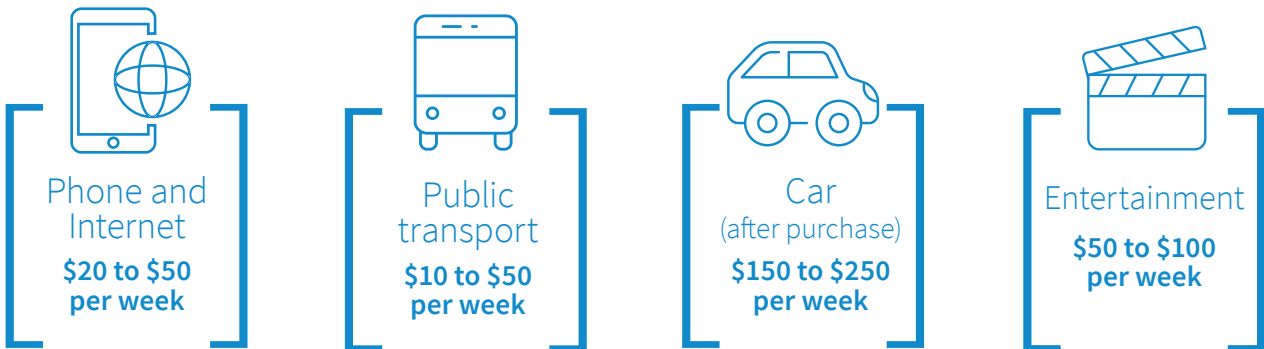 Phone and
Internet
$20 to $50
per week
Public
transport
$10 to $50
per week
Car
(after purchase)
$150 to $250
per week
Entertainment
$50 to $100
per week